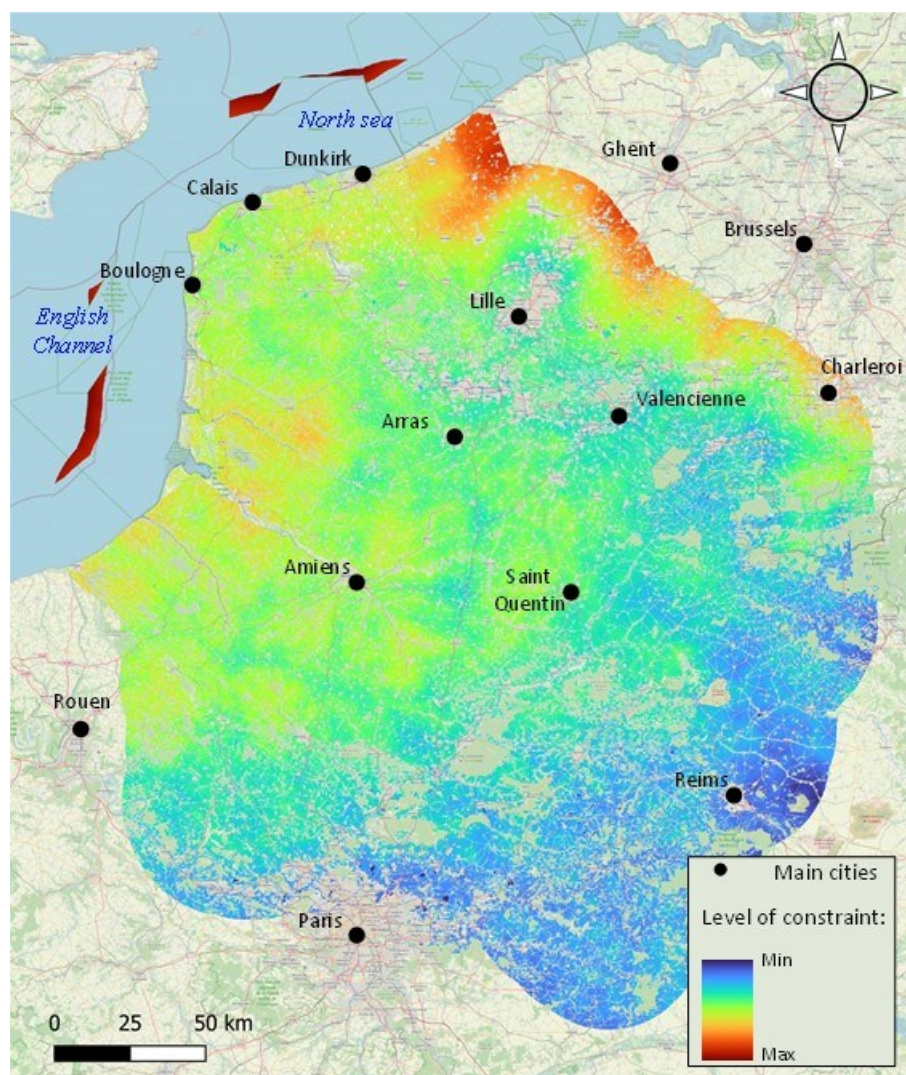 North sea
Dunkirk
Ghent
Calais
Brussels
Boulogne
Lille
English
Channel
Charleroi
Valencienne
Arras
Amiens
Saint
Quentin
Rouen
Reims
Paris
Main cities
Level of constraint:
Min
Max
0 25 50 km